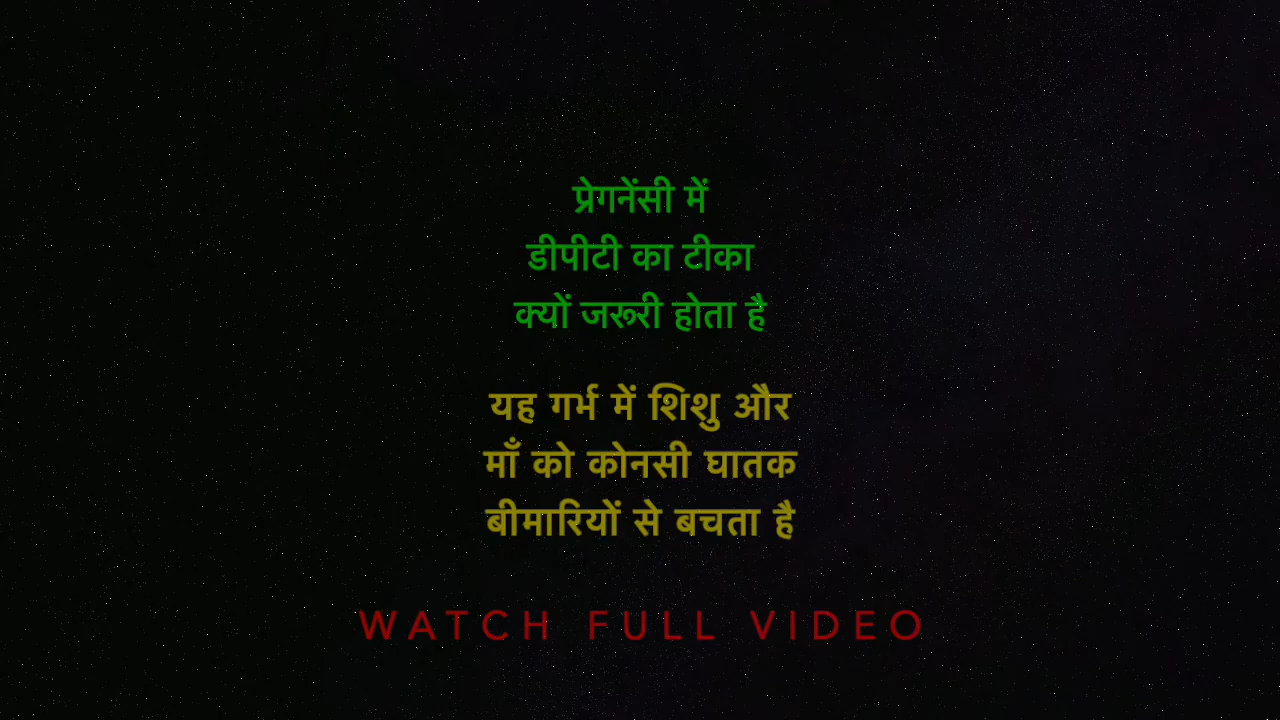 प्रेगनेंसी में
डीपीटी का टीका
क्यों जरूरी होता है
यह गर्भ में शिशु और
माँ को कोनसी घातक
बीमारियों से बचता है
WATCH FULL VIDEO